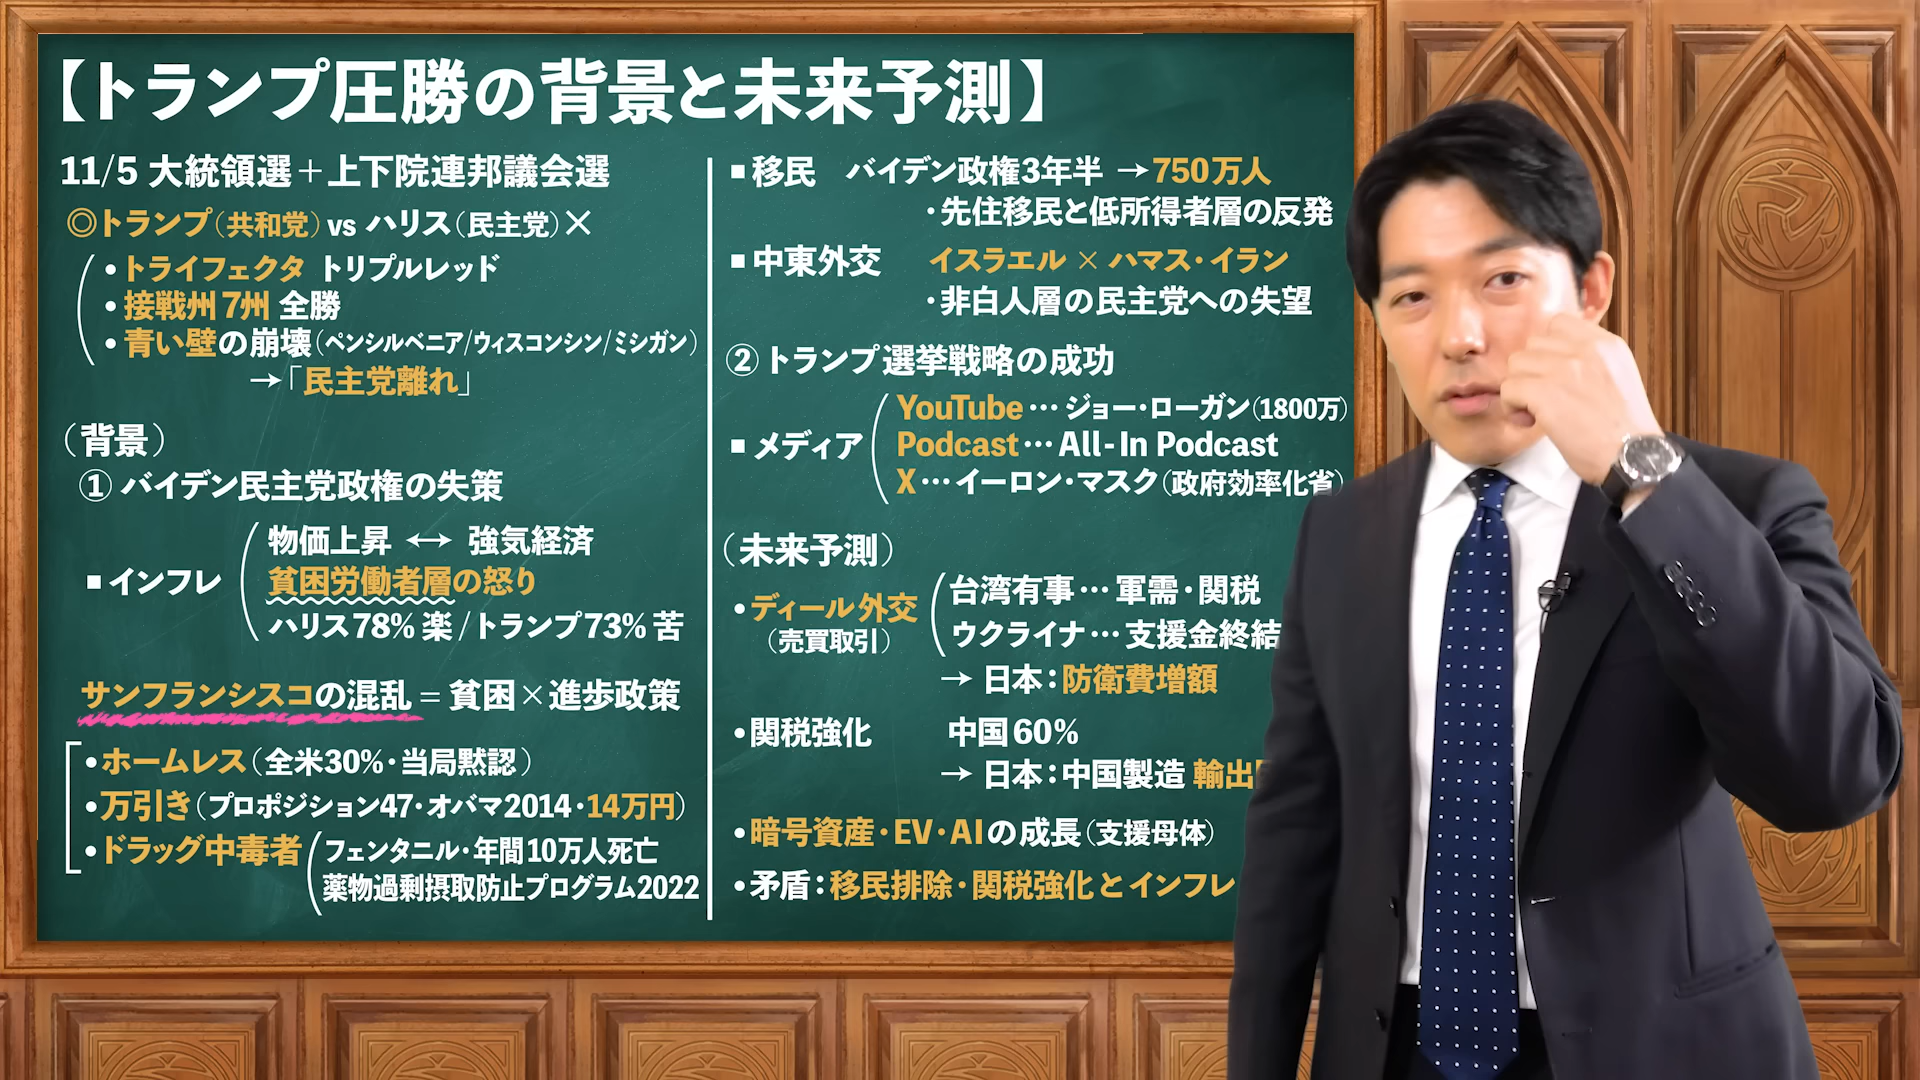 【トランプ圧勝の背景と未来予測】
11/5 大統領選＋上下院連邦議会選
◎トランプ（共和党）vs ハリス（民主党）×
・トライフェクタ トリプルレッド
・接戦州7州 全勝
・青い壁の崩壊（ペンシルベニア/ウィスコンシン/ミシガン）
→「民主党離れ」
（背景）
① バイデン民主党政権の失策
■インフレ
物価上昇 ←→ 強気経済
貧困労働者層の怒り
ハリス78% 楽 / トランプ73% 苦
サンフランシスコの混乱＝貧困×進歩政策
・ホームレス（全米30%・当局黙認）
・万引き（プロポジション47・オバマ2014・14万円）
・ドラッグ中毒者
フェンタニル・年間10万人死亡
薬物過剰摂取防止プログラム2022
■移民 バイデン政権3年半 →750万人
・先住移民と低所得者層の反発
■中東外交 イスラエル × ハマス・イラン
・非白人層の民主党への失望
② トランプ選挙戦略の成功
■メディア
YouTube…ジョー・ローガン（1800万）
Podcast…All-In Podcast
X…イーロン・マスク（政府効率化省）
（未来予測）
・ディール外交
（売買取引）
台湾有事…軍需・関税
ウクライナ…支援金終結
→ 日本：防衛費増額
・関税強化 中国60%
→ 日本：中国製造 輸出
・暗号資産・EV・AIの成長（支援母体）
・矛盾：移民排除・関税強化とインフレ